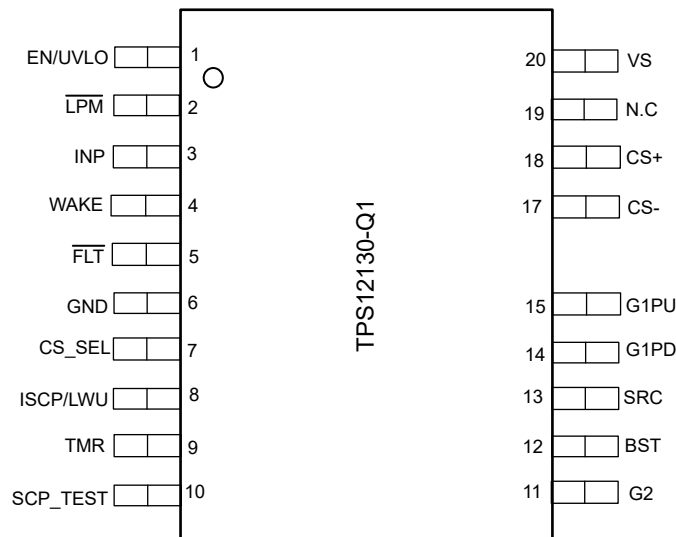 EN/UVLO 1
LPM 2
INP 3
WAKE 4
FLT 5
GND 6
CS_SEL 7
ISCP/LWU 8
TMR 9
SCP_TEST 10
TPS12130-Q1
20 VS
19 N.C
18 CS+
17 CS-
15 G1PU
14 G1PD
13 SRC
12 BST
11 G2